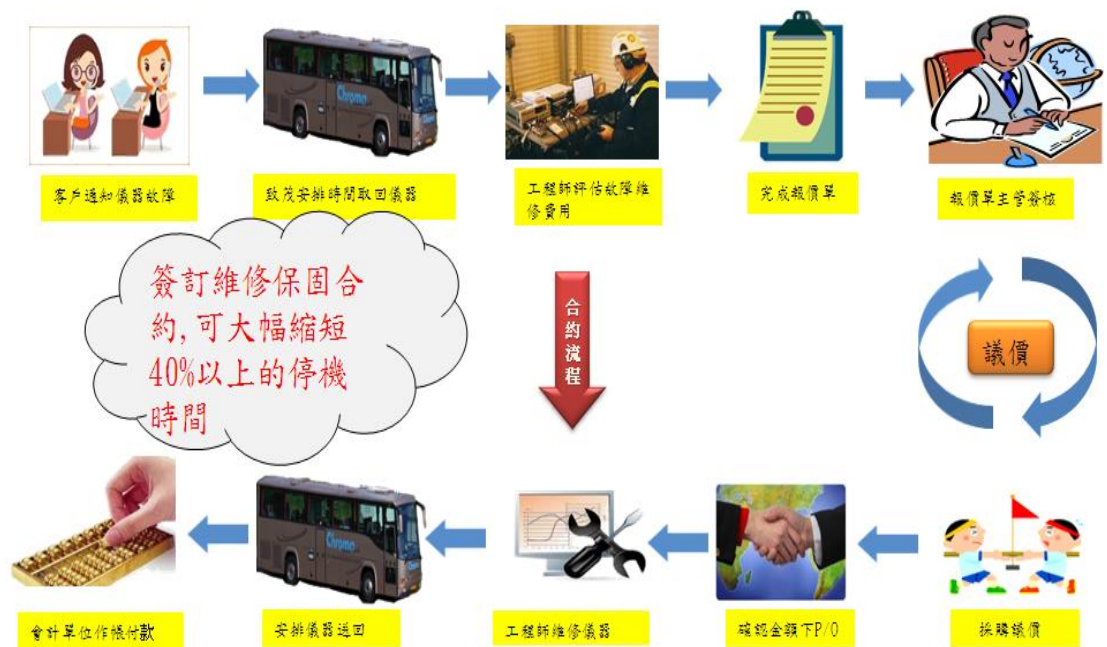 Chroma
客戶通知儀器故障
致茂安排時間取回儀器
工程師評估故障維
修費用
完成報價單
報價單主管簽核
簽訂維修保固合
約,可大幅縮短
40%以上的停機
時間
合約流程
議價
Chroma
會計單位作帳付款
安排儀器送回
工程師維修儀器
確認金額下P/O
採購議價